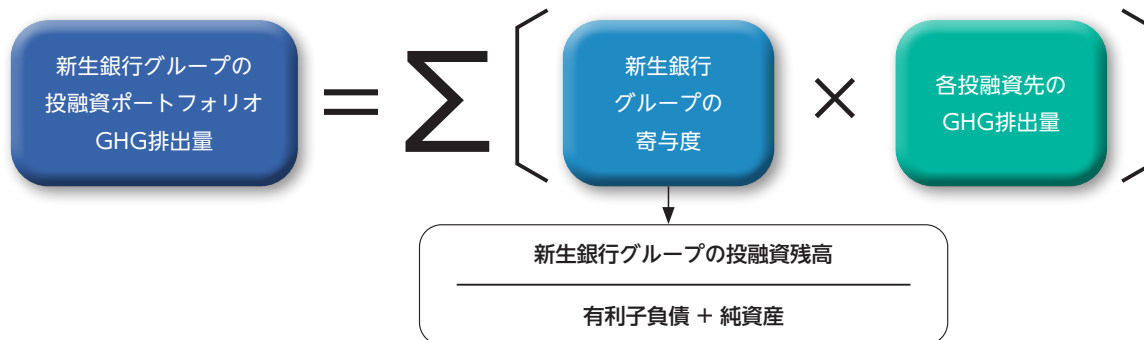 新生銀行グループの
投融資ポートフォリオ
GHG排出量
=
Σ
新生銀行
グループの
寄与度
×
各投融資先の
GHG排出量
新生銀行グループの投融資残高
有利子負債 + 純資産